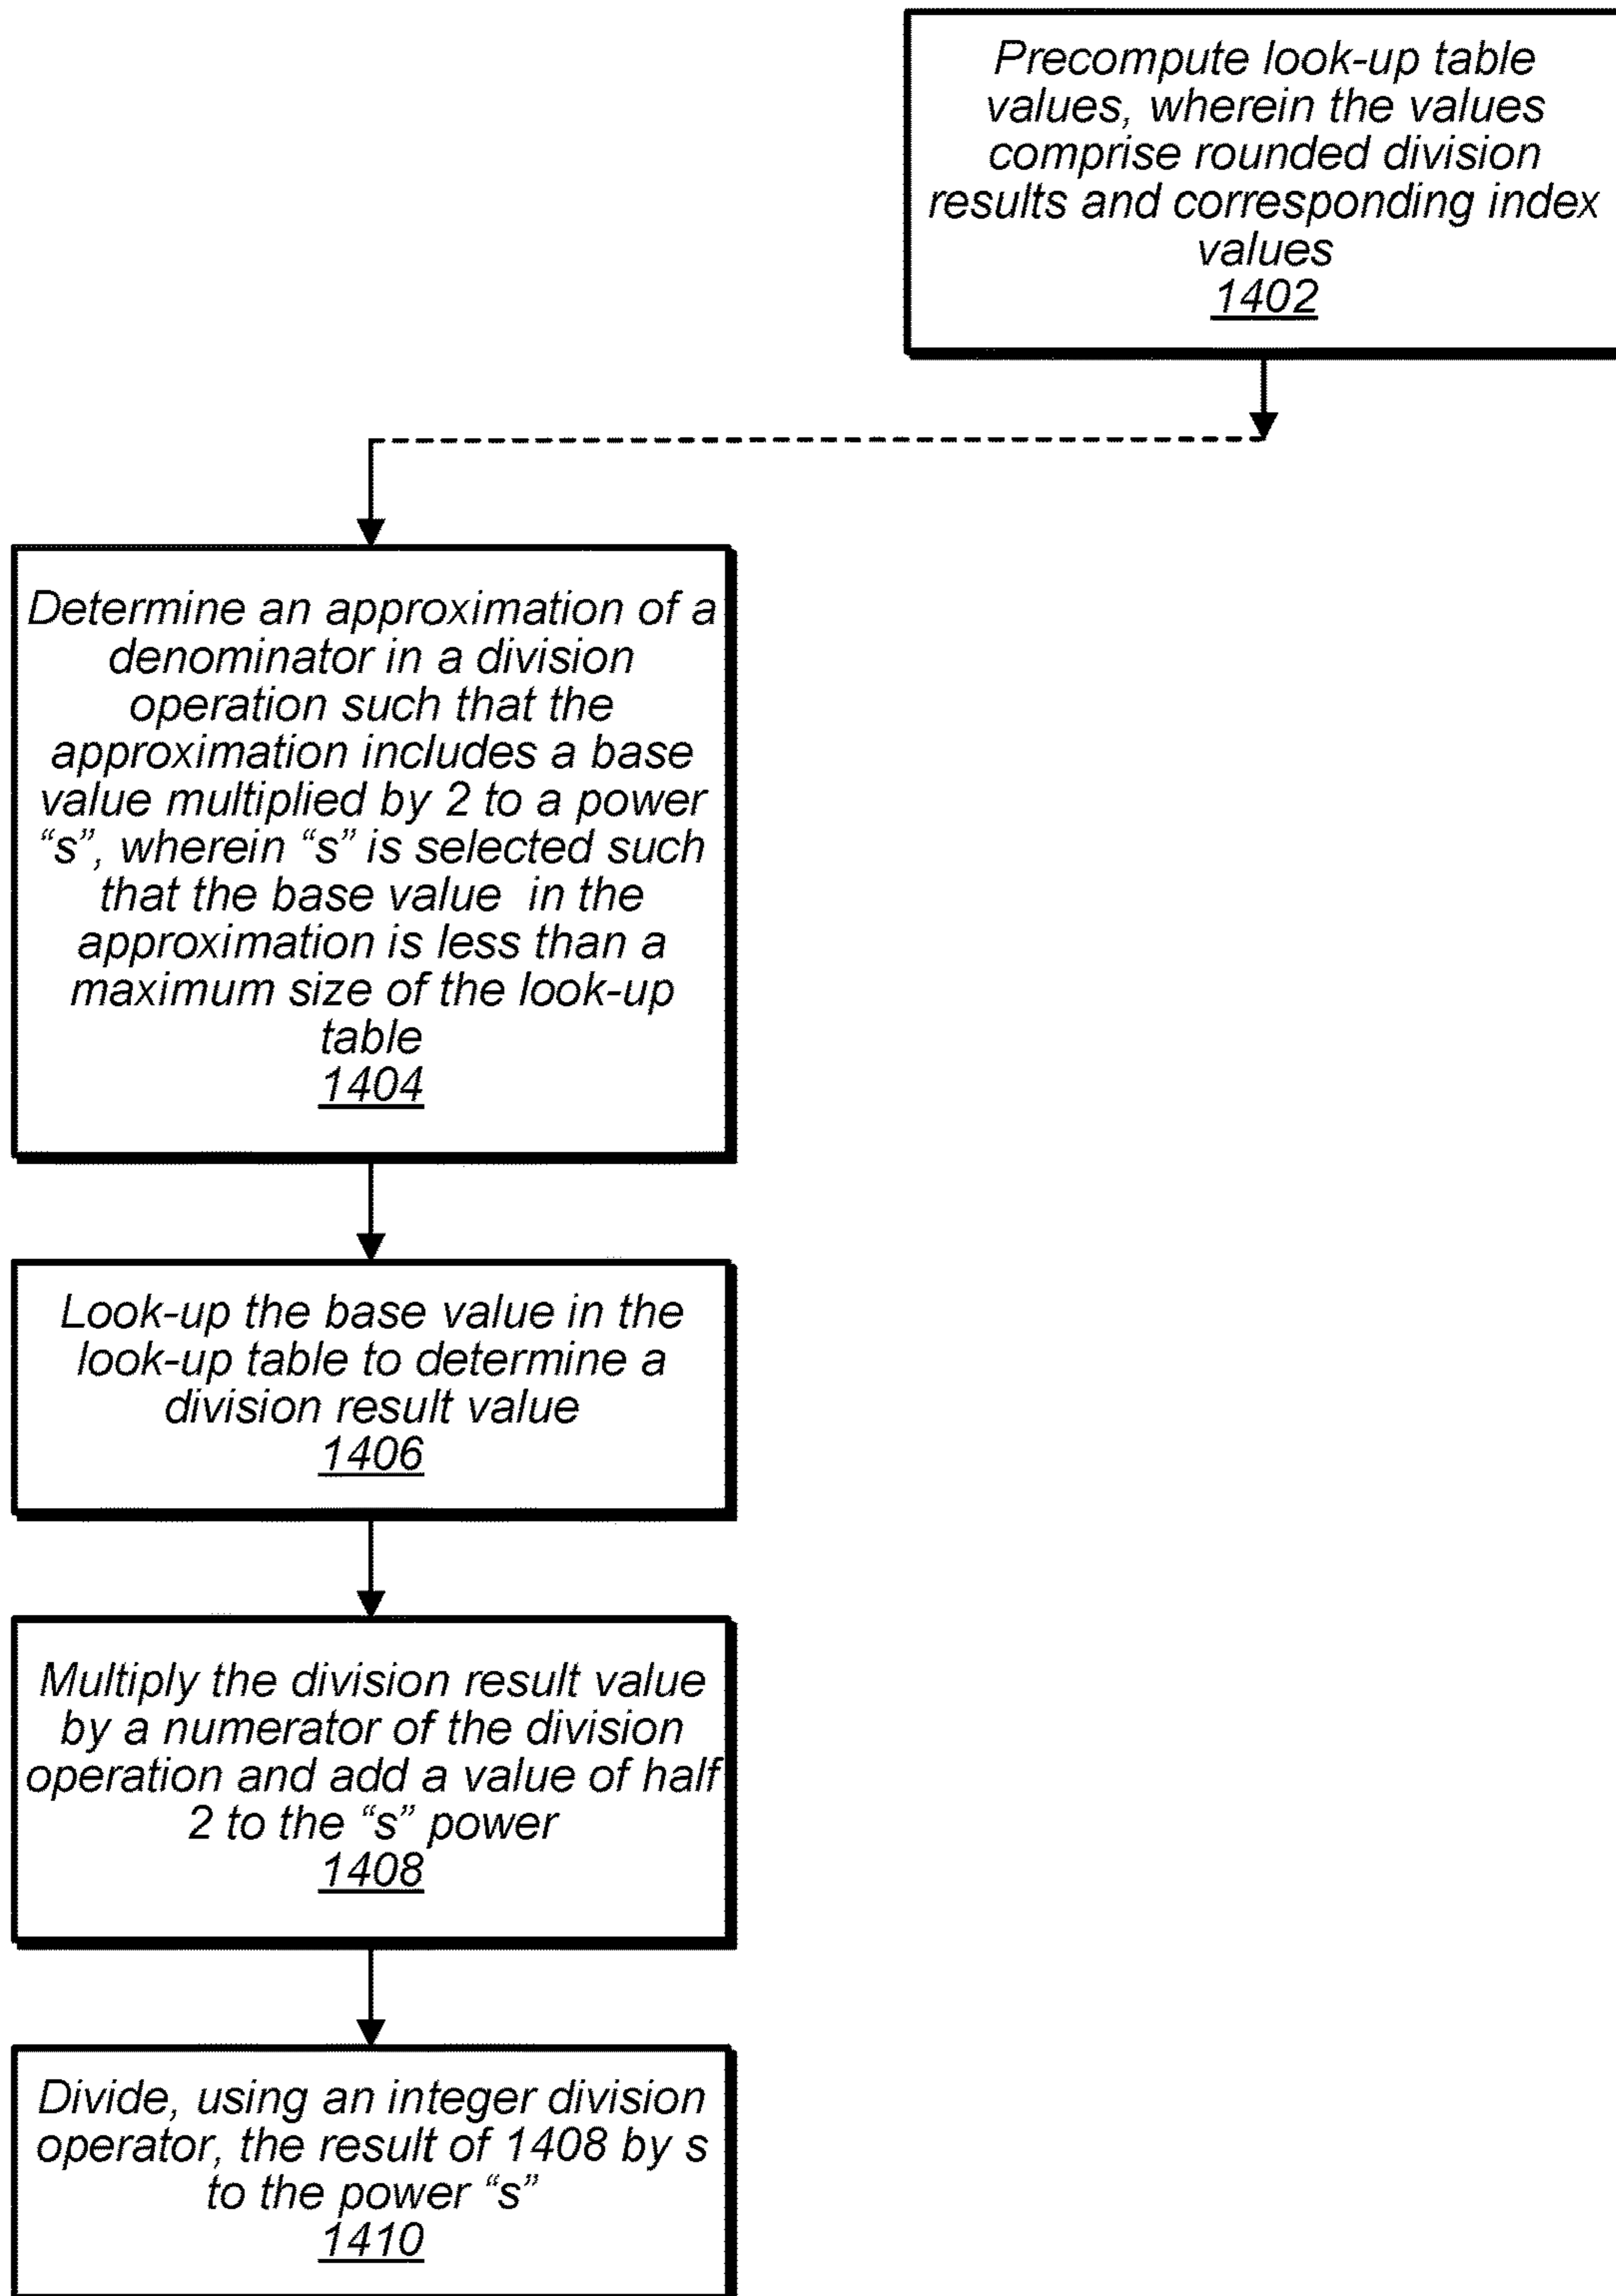 Precompute look-up table
values, wherein the values
comprise rounded division
results and corresponding index
values
1402
Determine an approximation of a
denominator in a division
operation such that the
approximation includes a base
value multiplied by 2 to a power
“s”, wherein “s” is selected such
that the base value in the
approximation is less than a
maximum size of the look-up
table
1404
Look-up the base value in the
look-up table to determine a
division result value
1406
Multiply the division result value
by a numerator of the division
operation and add a value of half
2 to the “s” power
1408
Divide, using an integer division
operator, the result of 1408 by s
to the power “s”
1410